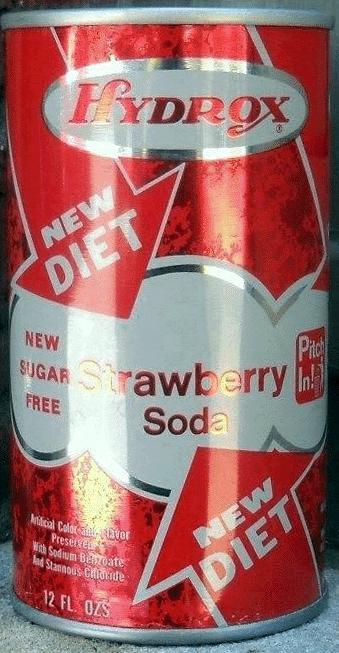 HYDROX®
NEW
DIET
NEW
SUGAR
FREE
Strawberry
Soda
Pitch
In!
NEW
DIET
Artificial Color and Flavor
Preserved
With Sodium Benzoate
And Stannous Chloride
12 FL. OZS